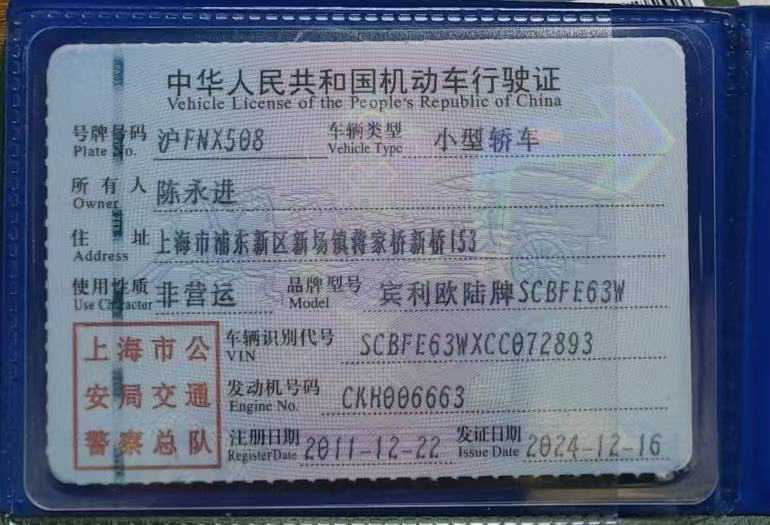 中华人民共和国机动车行驶证
Vehicle License of the People's Republic of China
号牌号码 沪FNX508 车辆类型 小型轿车
Plate No. Vehicle Type
所有人 陈永进
Owner
住址 上海市浦东新区新场镇蒋家桥新桥153
Address
使用性质 非营运 品牌型号 宾利欧陆牌SCBFE63W
Use Character Model
上海市公 车辆识别代号 SCBFE63WXCC072893
VIN
安局交通 发动机号码 CKH006663
Engine No.
警察总队 注册日期 2011-12-22 发证日期 2024-12-16
Register Date Issue Date